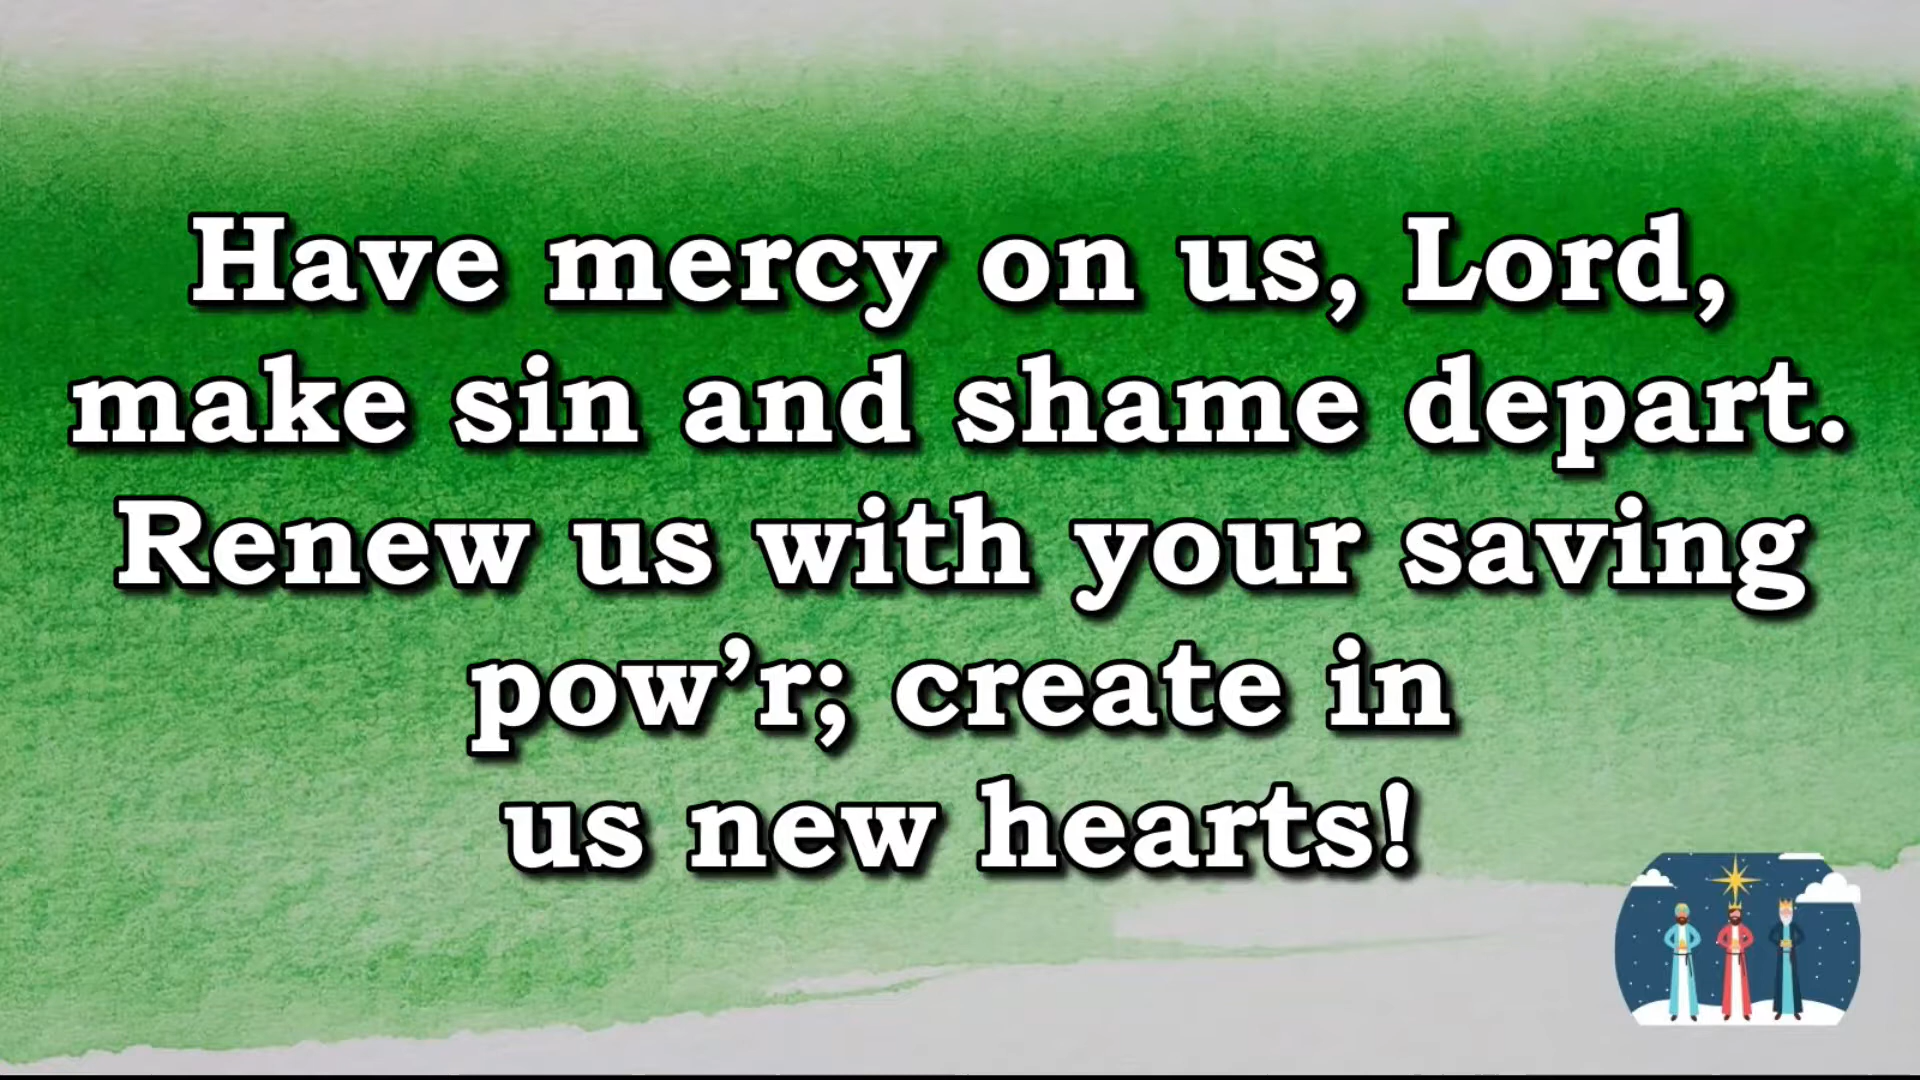 Have mercy on us, Lord,
make sin and shame depart.
Renew us with your saving
pow’r; create in
us new hearts!